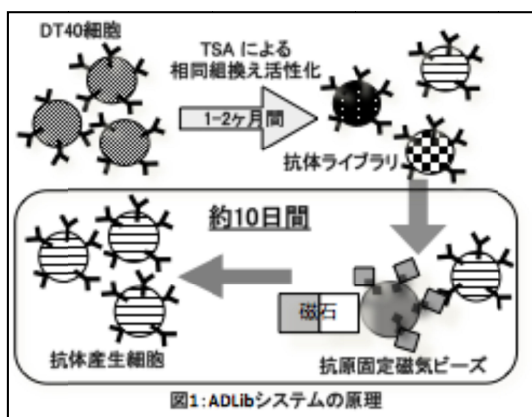 DT40細胞
TSA による
相同組換え活性化
1-2ヶ月間
抗体ライブラリ
約10日間
磁石
抗体産生細胞
抗原固定磁気ビーズ
図1:ADLibシステムの原理